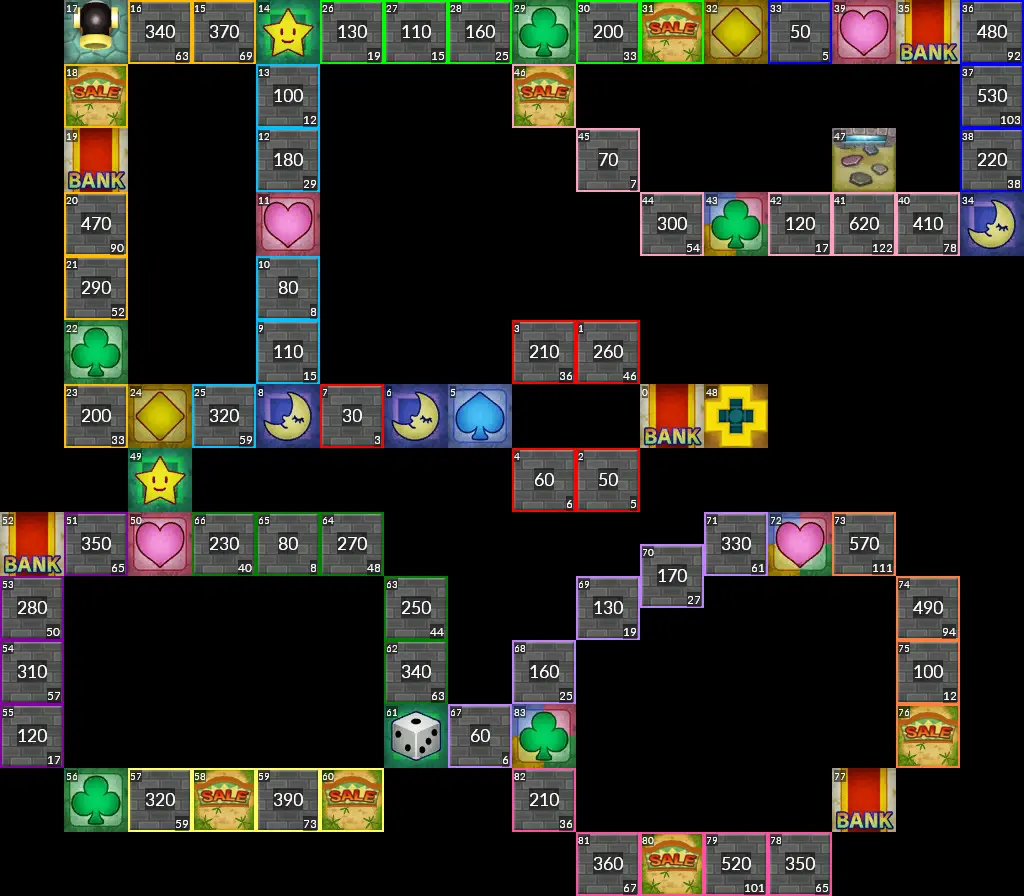 17 16 340 63 15 370 69 14 26 130 19 27 110 15 28 160 25 29 30 200 33 31 SALE 32 33 50 5 39 35 BANK 36 480 92
18 SALE 13 100 12 46 SALE 37 530 103
19 BANK 12 180 29 45 70 7 47 38 220 38
20 470 90 11 44 300 54 43 42 120 17 41 620 122 40 410 78 34
21 290 52 10 80 8
22 9 110 15 3 210 36 1 260 46
23 200 33 24 25 320 59 8 7 30 3 6 5 0 BANK 48
49 4 60 6 2 50 5
52 BANK 51 350 65 50 66 230 40 65 80 8 64 270 48 71 330 61 72 73 570 111
70 170 27
53 280 50 63 250 44 69 130 19 74 490 94
54 310 57 62 340 63 68 160 25 75 100 12
55 120 17 61 67 60 6 83 76 SALE
56 57 320 59 58 SALE 59 390 73 60 SALE 82 210 36 77 BANK
81 360 67 80 SALE 79 520 101 78 350 65